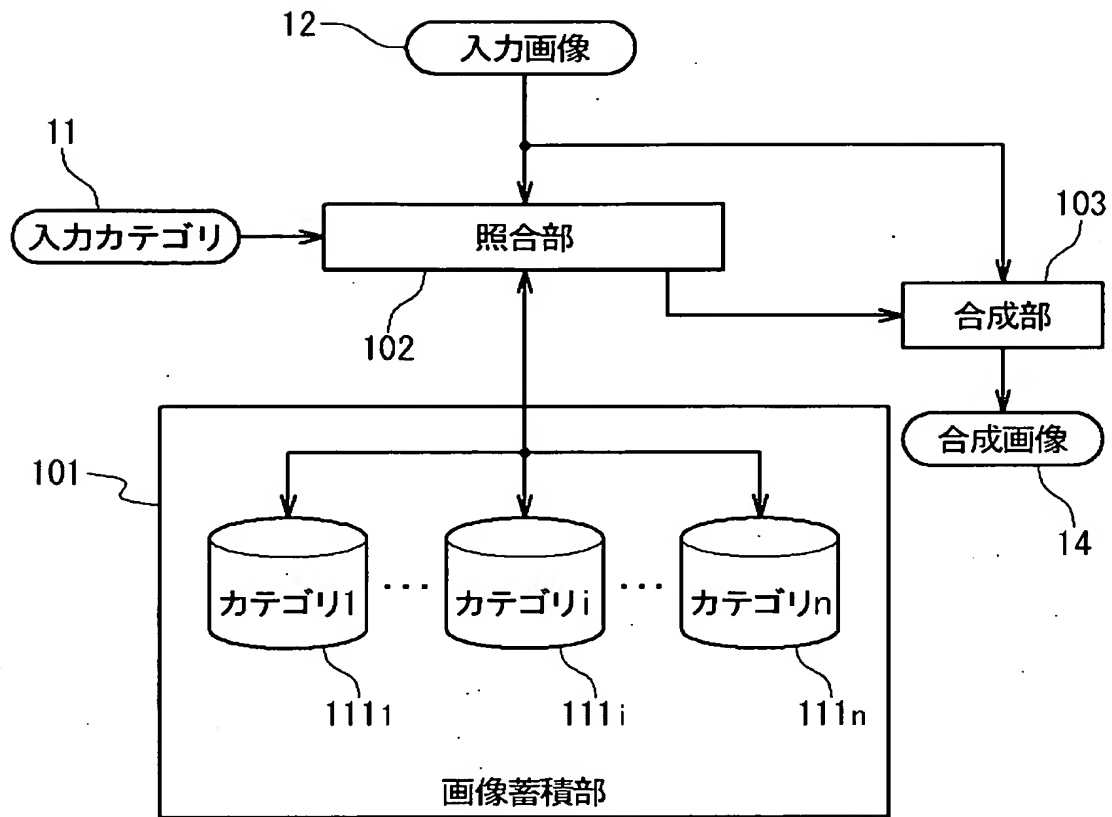 12
入力画像
11
入力カテゴリ
照合部
102
103
合成部
合成画像
14
101
カテゴリ1
...
カテゴリi
...
カテゴリn
1111
111i
111n
画像蓄積部